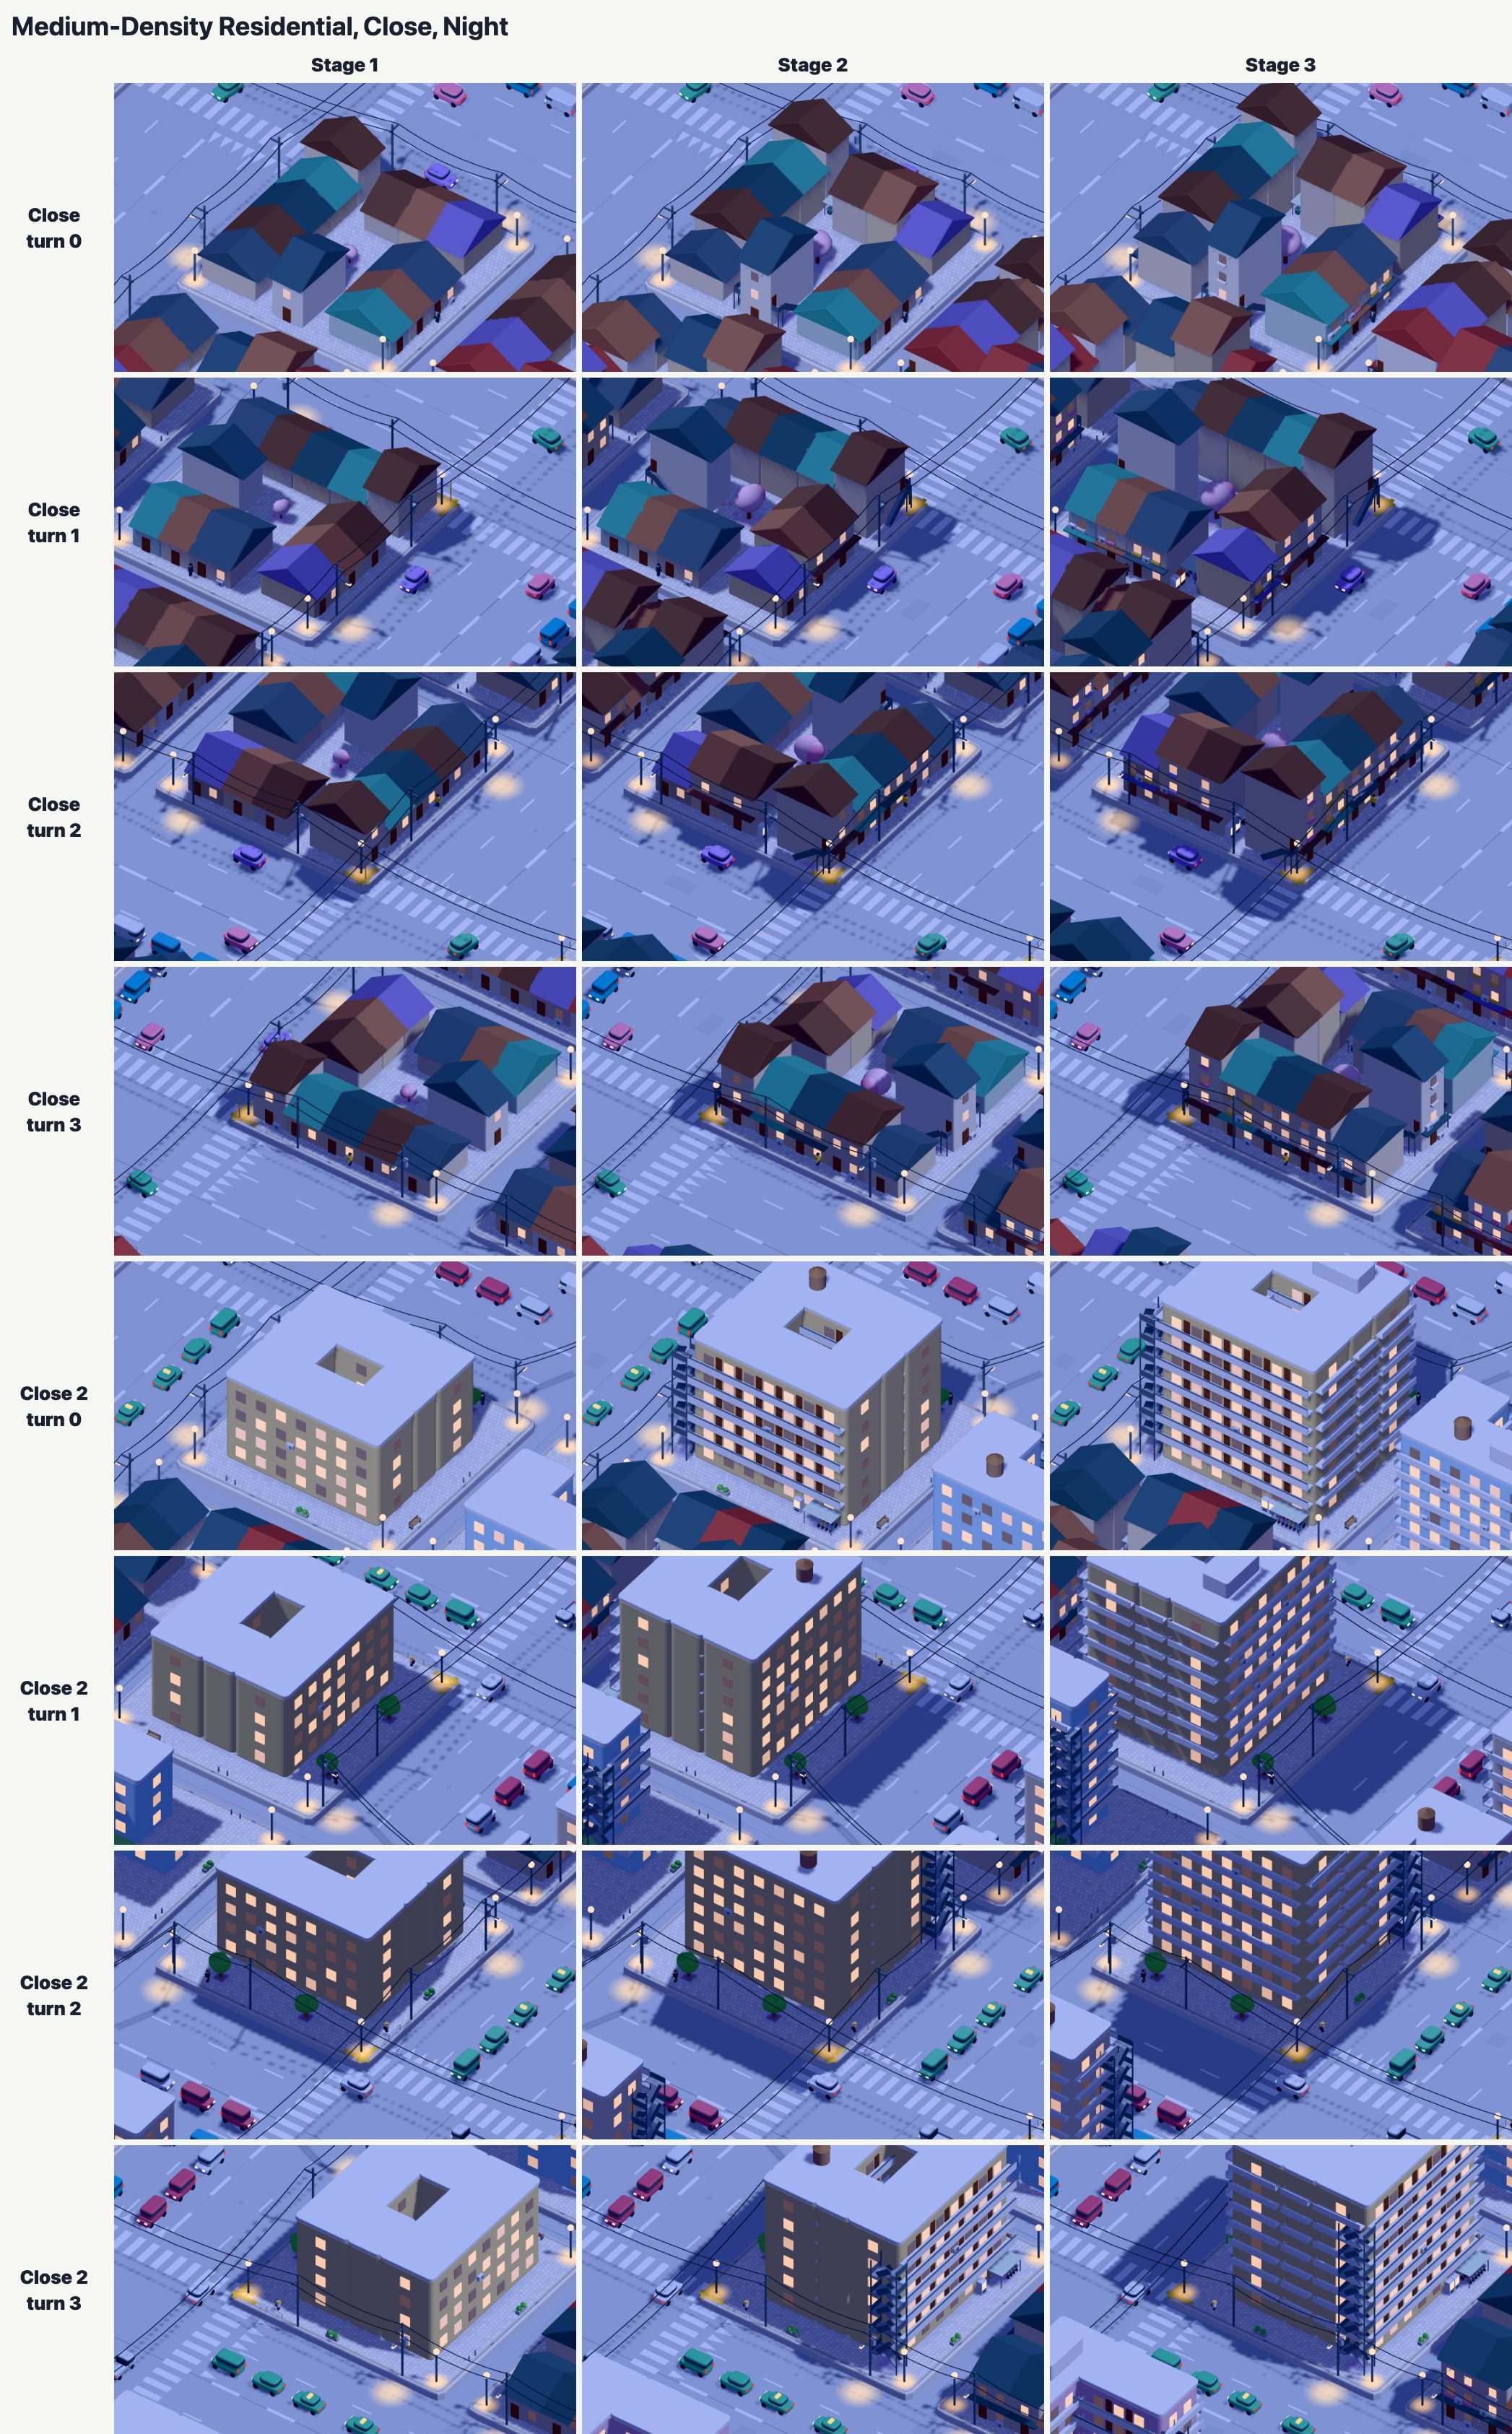 Medium-Density Residential, Close, Night
Stage 1
Stage 2
Stage 3
Close
turn 0
Close
turn 1
Close
turn 2
Close
turn 3
Close 2
turn 0
Close 2
turn 1
Close 2
turn 2
Close 2
turn 3